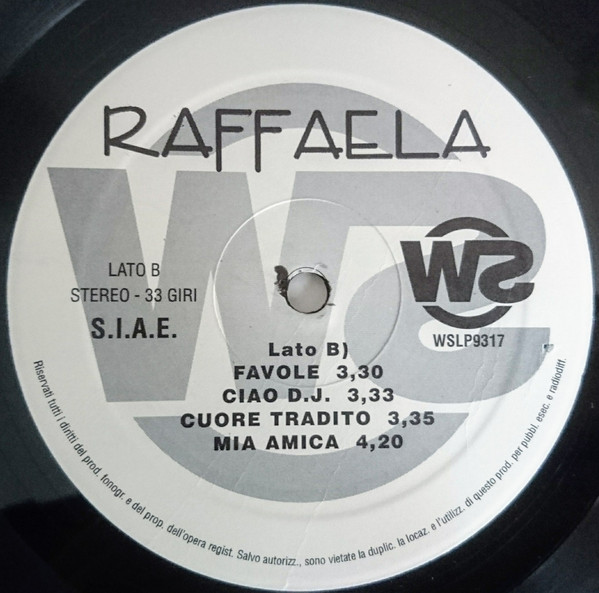 RAFFAELA
WS
LATO B
STEREO - 33 GIRI
S.I.A.E.
WS
WSLP9317
Lato B)
FAVOLE 3,30
CIAO D.J. 3,33
CUORE TRADITO 3,35
MIA AMICA 4,20
Riservati tutti i diritti del prod. fonogr. e del prop. dell'opera regist. Salvo autorizz., sono vietate la duplic. la locaz. e l'utilizz. di questo prod. per pubbl. esec. e radiodiff.